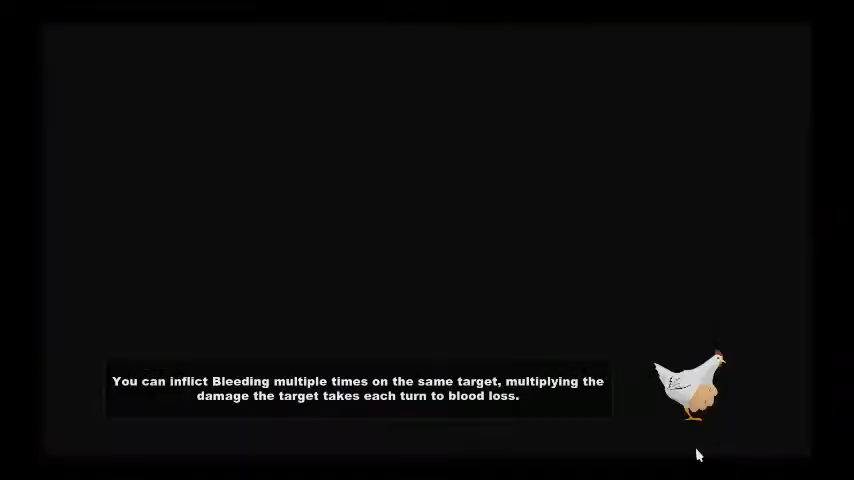 You can inflict Bleeding multiple times on the same target, multiplying the
damage the target takes each turn to blood loss.